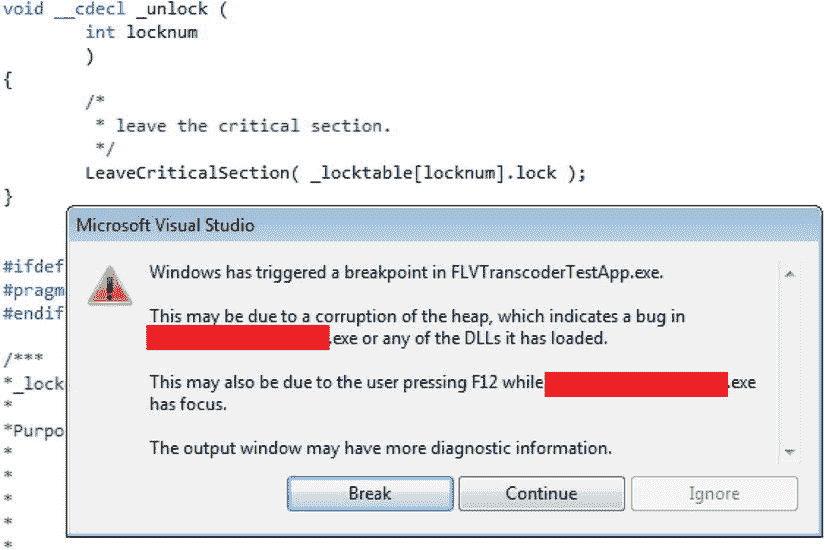 void __cdecl _unlock (
int locknum
)
{
/*
* leave the critical section.
*/
LeaveCriticalSection( _locktable[locknum].lock );
}
Microsoft Visual Studio
#ifdef
#pragm
#endif
/***
*_lock
*
*Purpo
*
*
*
*
*
Windows has triggered a breakpoint in FLVTranscoderTestApp.exe.
This may be due to a corruption of the heap, which indicates a bug in
.exe or any of the DLLs it has loaded.
This may also be due to the user pressing F12 while .exe
has focus.
The output window may have more diagnostic information.
Break Continue Ignore